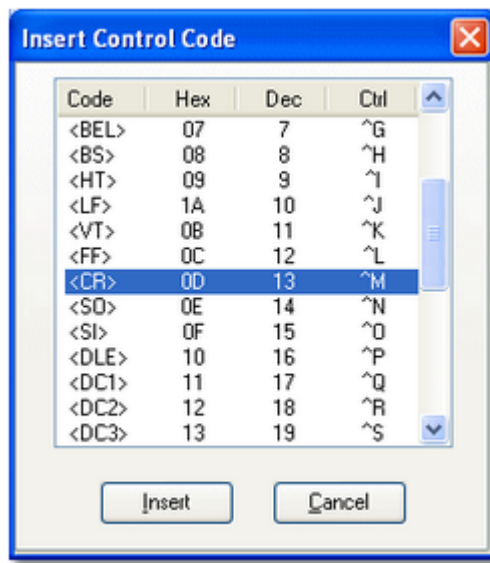 Insert Control Code
Code Hex Dec Ctrl
<BEL> 07 7 ^G
<BS> 08 8 ^H
<HT> 09 9 ^I
<LF> 1A 10 ^J
<VT> 0B 11 ^K
<FF> 0C 12 ^L
<CR> 0D 13 ^M
<SO> 0E 14 ^N
<SI> 0F 15 ^O
<DLE> 10 16 ^P
<DC1> 11 17 ^Q
<DC2> 12 18 ^R
<DC3> 13 19 ^S
Insert Cancel